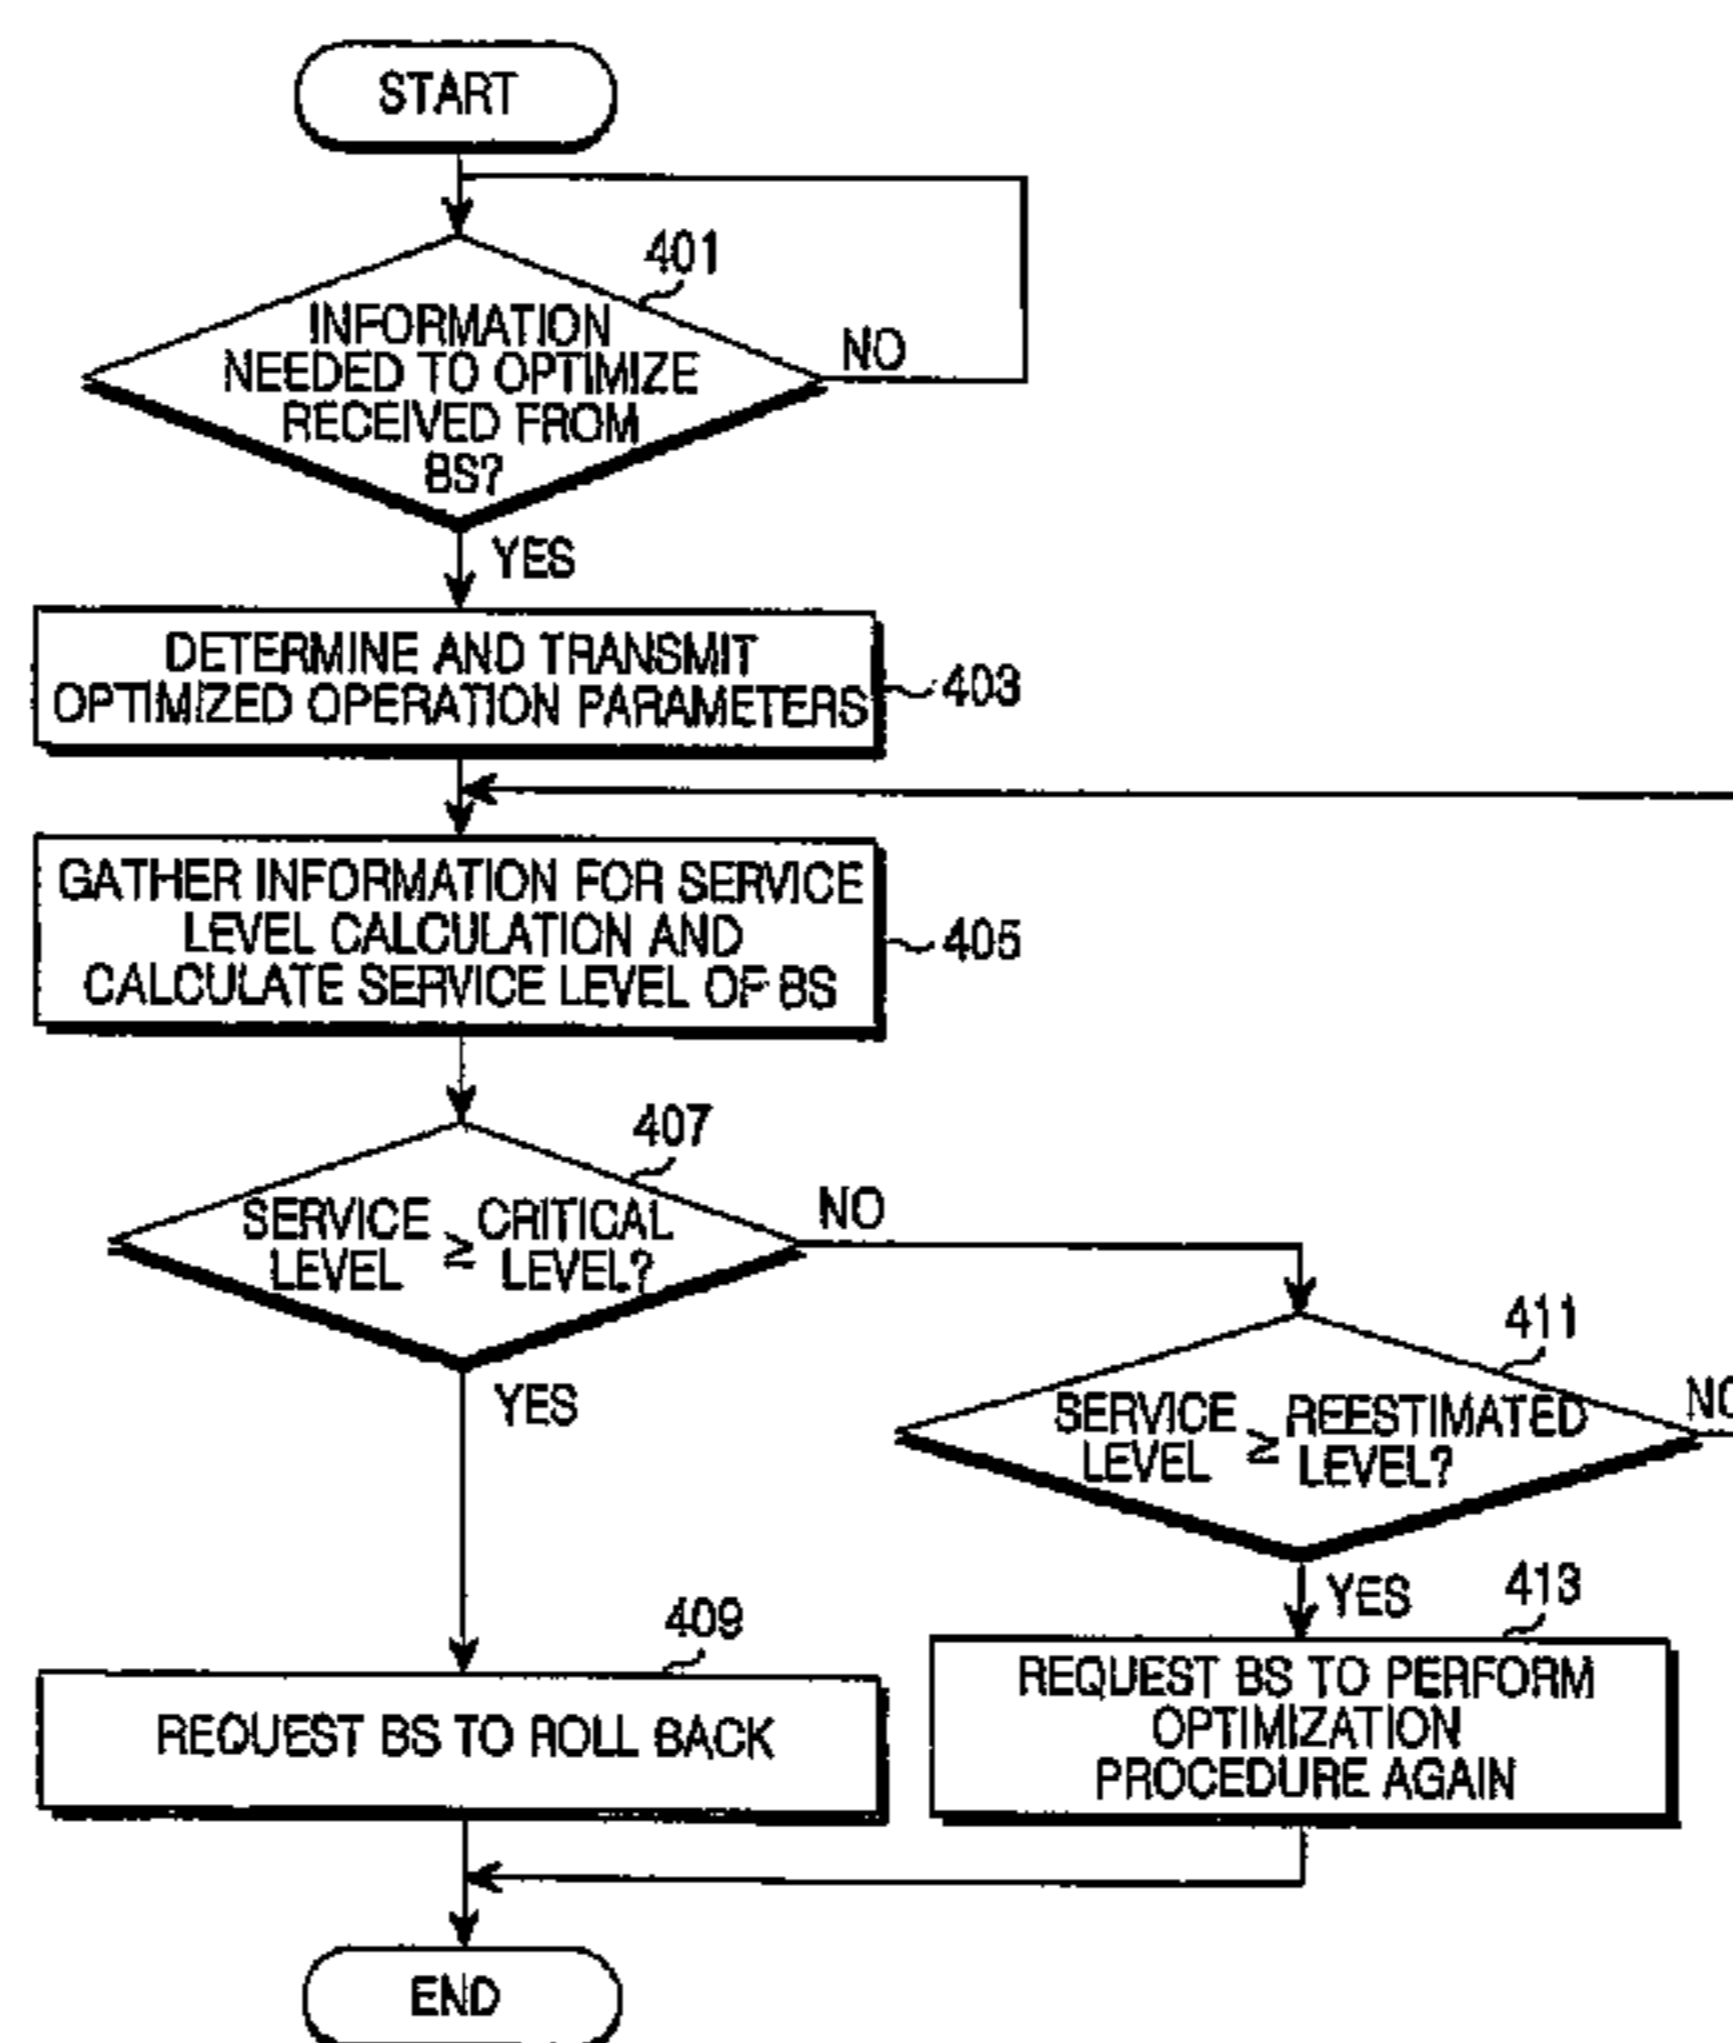 START
401
INFORMATION
NEEDED TO OPTIMIZE
RECEIVED FROM
BS?
NO
YES
DETERMINE AND TRANSMIT
OPTIMIZED OPERATION PARAMETERS
403
GATHER INFORMATION FOR SERVICE
LEVEL CALCULATION AND
CALCULATE SERVICE LEVEL OF BS
405
407
SERVICE LEVEL ≥ CRITICAL LEVEL?
NO
YES
411
SERVICE LEVEL ≥ REESTIMATED LEVEL?
NO
YES
409
REQUEST BS TO ROLL BACK
413
REQUEST BS TO PERFORM
OPTIMIZATION
PROCEDURE AGAIN
END